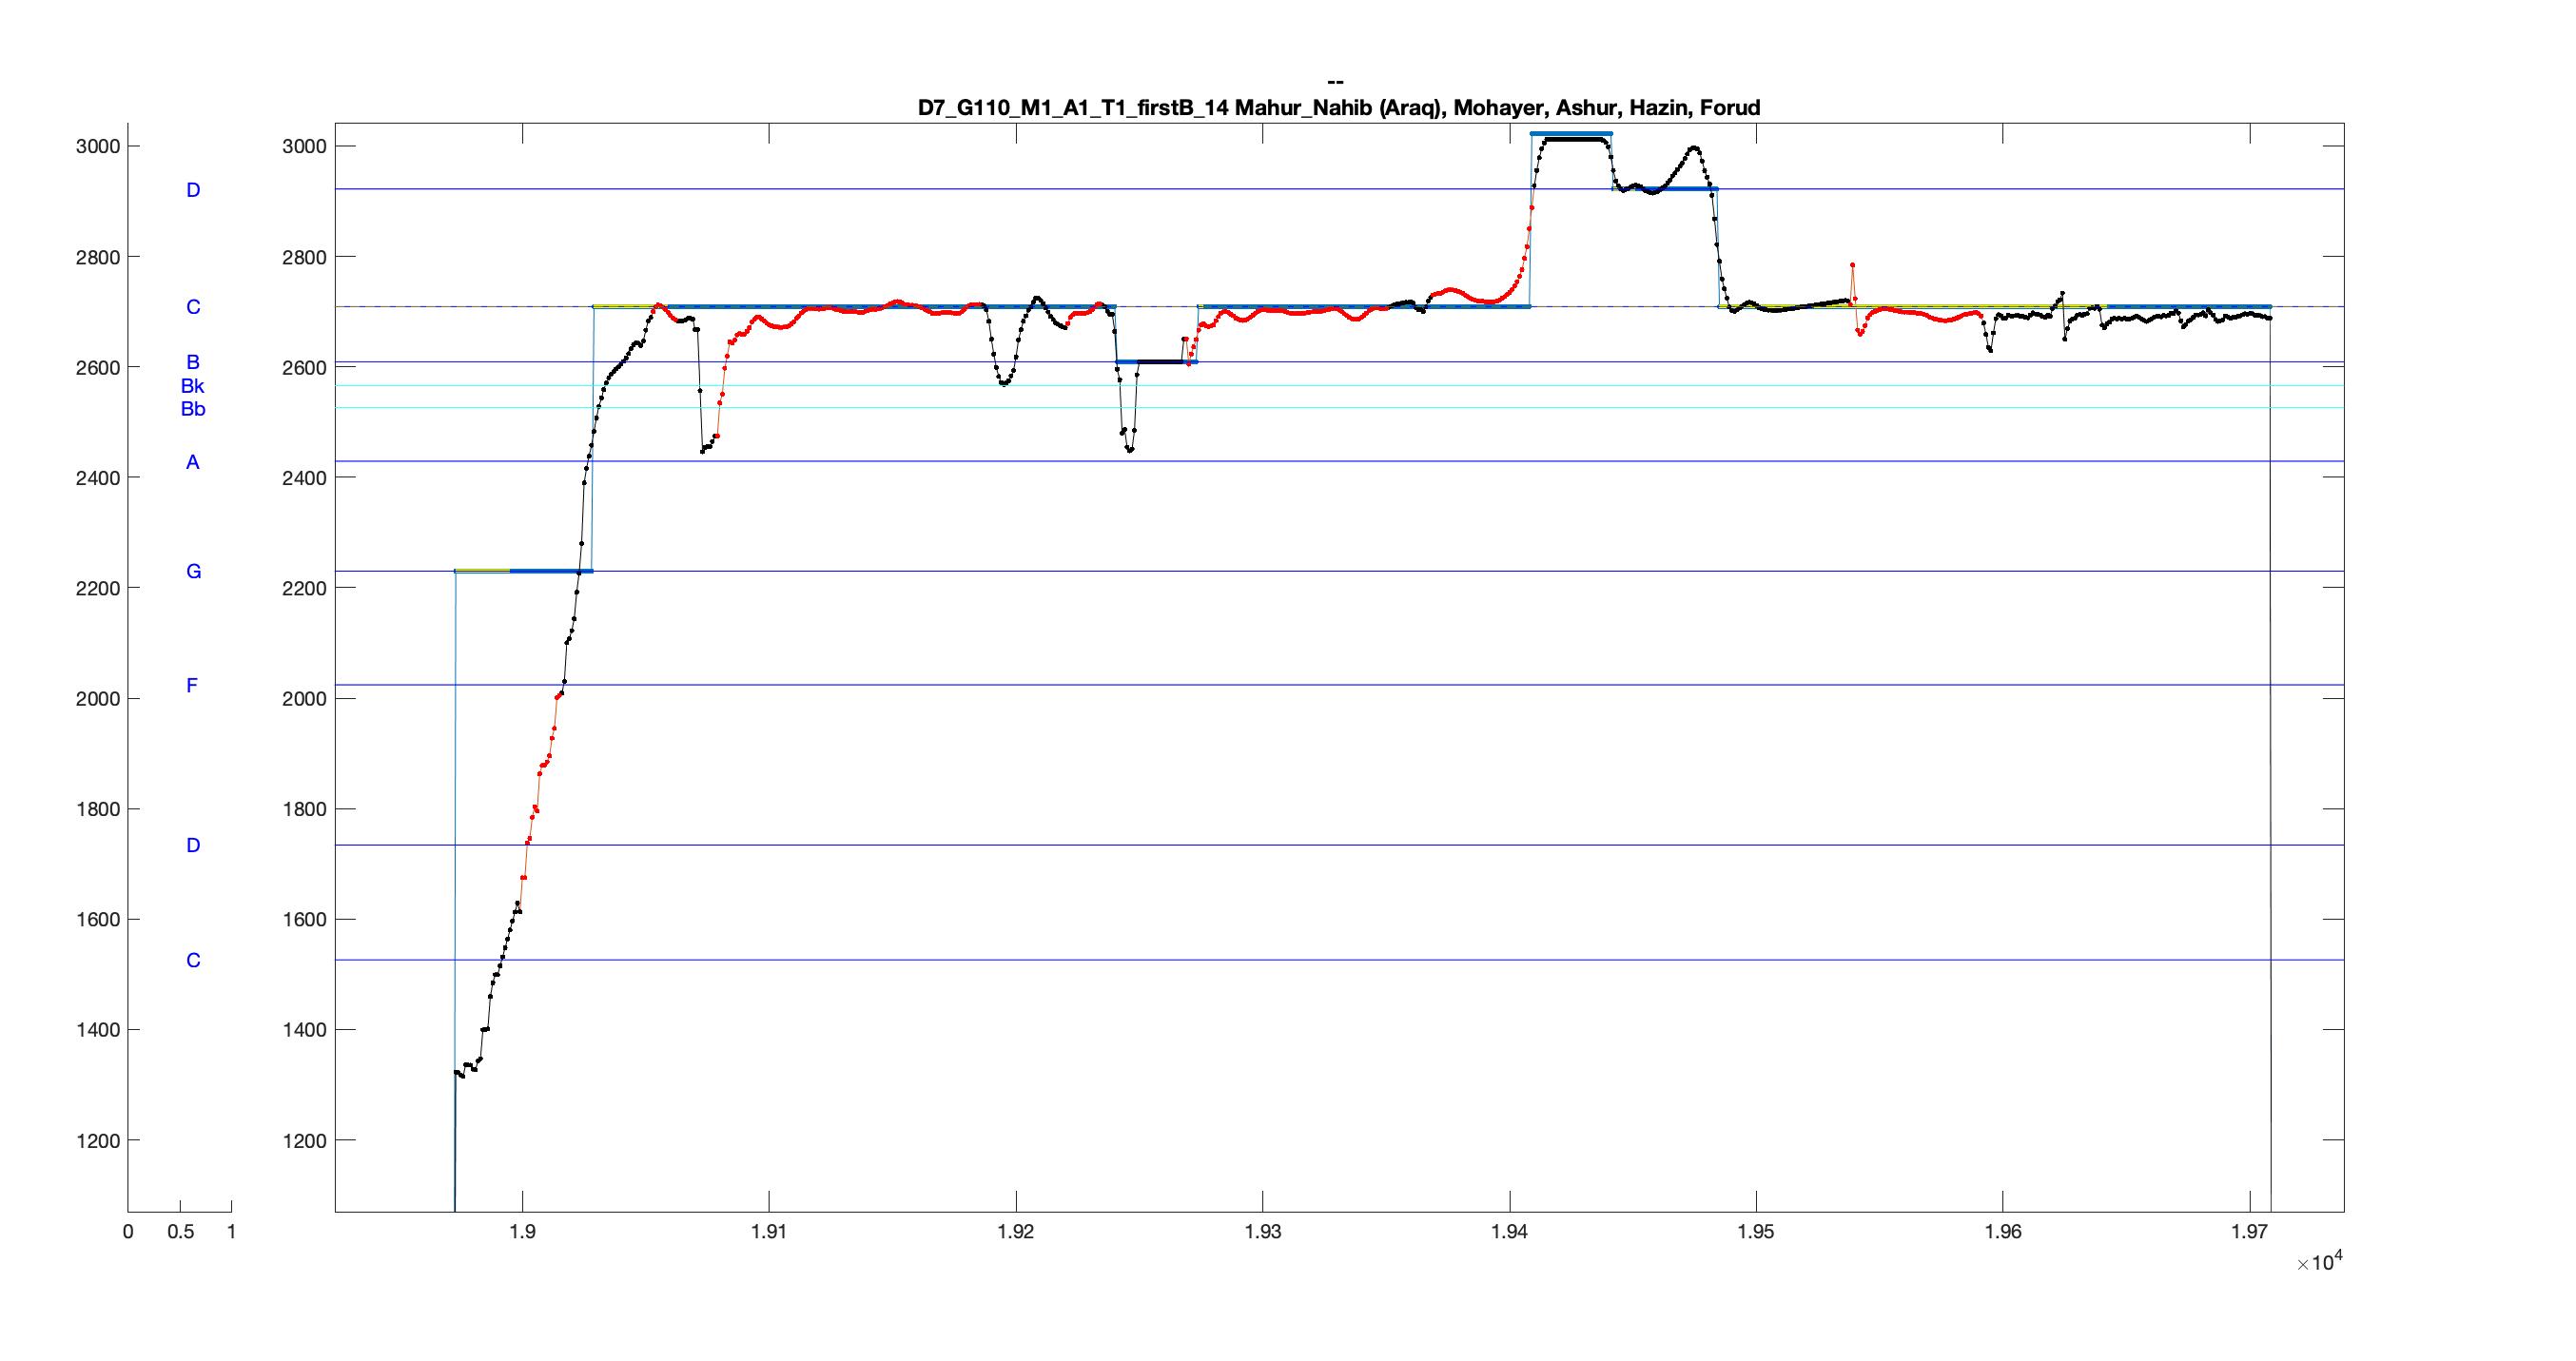 --
D7_G110_M1_A1_T1_firstB_14 Mahur_Nahib (Araq), Mohayer, Ashur, Hazin, Forud
3000 3000
D
2800 2800
C
B
2600 2600
Bk
Bb
A
2400 2400
G
2200 2200
F
2000 2000
D
1800 1800
1600 1600
C
1400 1400
1200 1200
0 0.5 1 1.9 1.91 1.92 1.93 1.94 1.95 1.96 1.97
×10^4